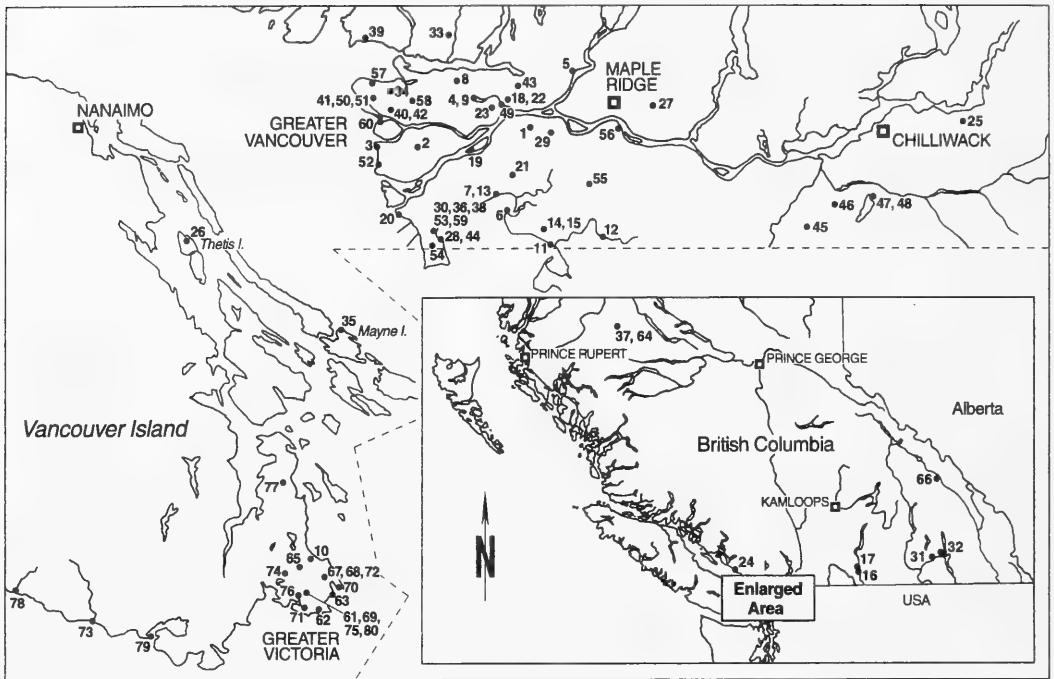 39
33
57
34
8
43
5
MAPLE
RIDGE
27
NANAIMO
41, 50, 51
58
4, 9
18, 22
23
49
40, 42
GREATER
VANCOUVER
60
25
CHILLIWACK
3
2
19
1
29
56
52
21
55
7, 13
20
30, 36, 38
53, 59
6
28, 44
54
14, 15
11
12
46
47, 48
45
26
Thetis I.
35
Mayne I.
Vancouver Island
77
10
65
74
67, 68, 72
70
76
63
71
62
61, 69,
75, 80
GREATER
VICTORIA
78
73
79
N
37, 64
PRINCE RUPERT
PRINCE GEORGE
Alberta
British Columbia
66
KAMLOOPS
24
17
16
31
32
Enlarged
Area
USA